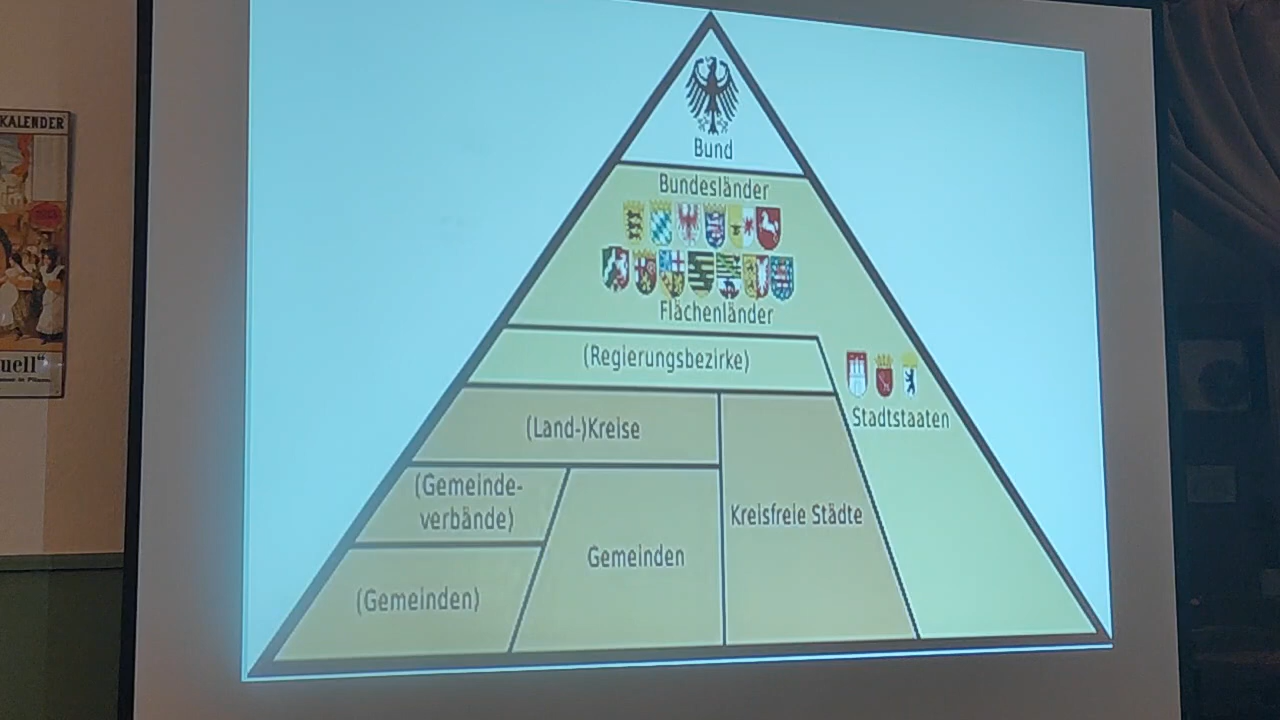 KALENDER
uell"
Bund
Bundesländer
Flächenländer
(Regierungsbezirke)
Stadtstaaten
(Land-)Kreise
(Gemeinde-
verbände)
Kreisfreie Städte
Gemeinden
(Gemeinden)